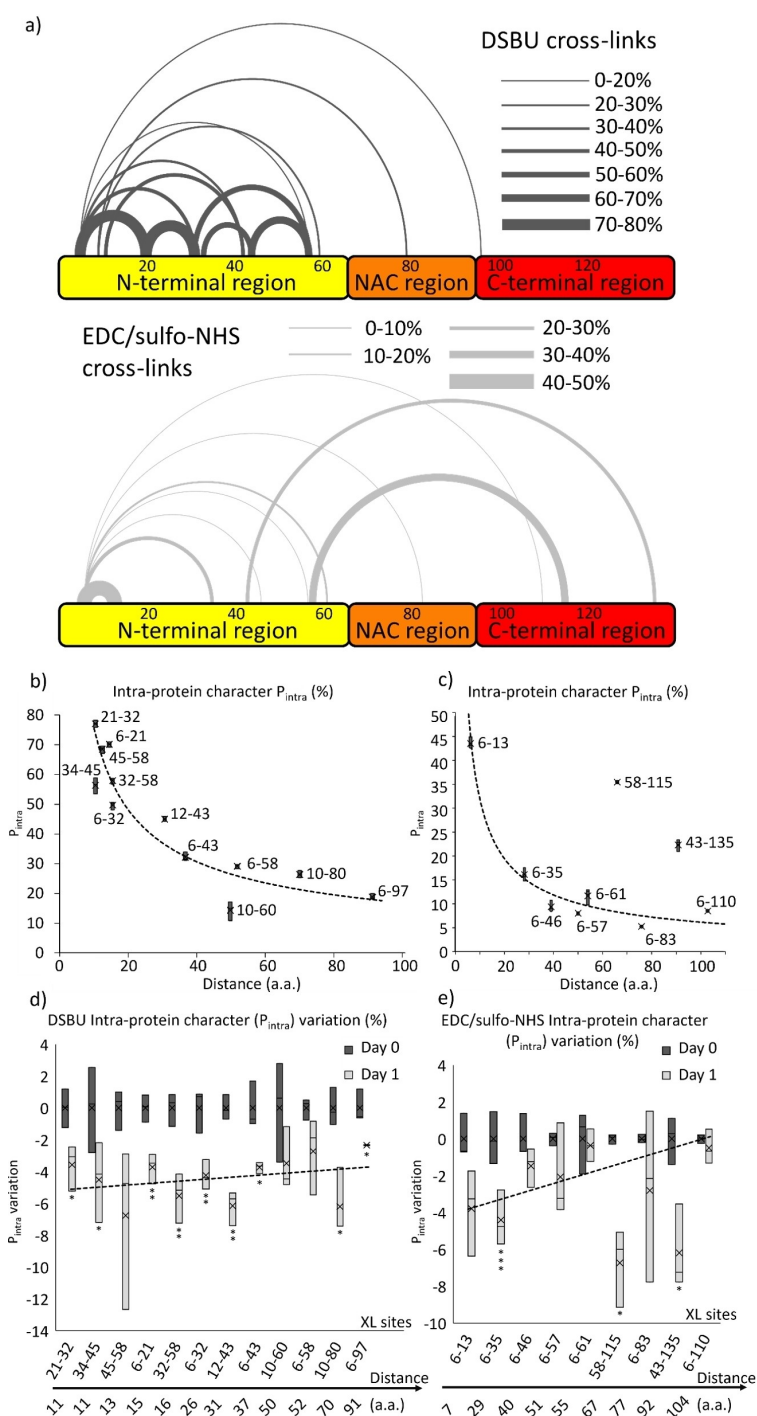 a)
DSBU cross-links
0-20%
20-30%
30-40%
40-50%
50-60%
60-70%
70-80%
20 40 60 80 100 120
N-terminal region NAC region C-terminal region
EDC/sulfo-NHS
cross-links
0-10%
10-20%
20-30%
30-40%
40-50%
20 40 60 80 100 120
N-terminal region NAC region C-terminal region
b)
Intra-protein character Pintra (%)
Pintra
80
70
60
50
40
30
20
10
0
21-32
6-21
45-58
34-45
32-58
6-32
12-43
6-43
6-58
10-80
6-97
10-60
0 20 40 60 80 100
Distance (a.a.)
c)
Intra-protein character Pintra (%)
Pintra
50
45
40
35
30
25
20
15
10
5
0
6-13
58-115
43-135
6-35
6-61
6-46
6-57
6-83
6-110
0 20 40 60 80 100
Distance (a.a.)
d)
DSBU Intra-protein character (Pintra) variation (%)
Day 0
Day 1
Pintra variation
4
2
0
-2
-4
-6
-8
-10
-12
-14
* * ** ** ** ** * * *
XL sites
21-32 34-45 45-58 6-21 32-58 6-32 12-43 6-43 10-60 6-58 10-80 6-97
Distance
11 11 13 15 16 26 31 37 50 52 70 91
(a.a.)
e)
EDC/sulfo-NHS Intra-protein character
(Pintra) variation (%)
Day 0
Day 1
Pintra variation
4
2
0
-2
-4
-6
-8
-10
*** * *
XL sites
6-13 6-35 6-46 6-57 6-61 58-115 6-83 43-135 6-110
Distance
7 29 40 51 55 67 77 92 104
(a.a.)